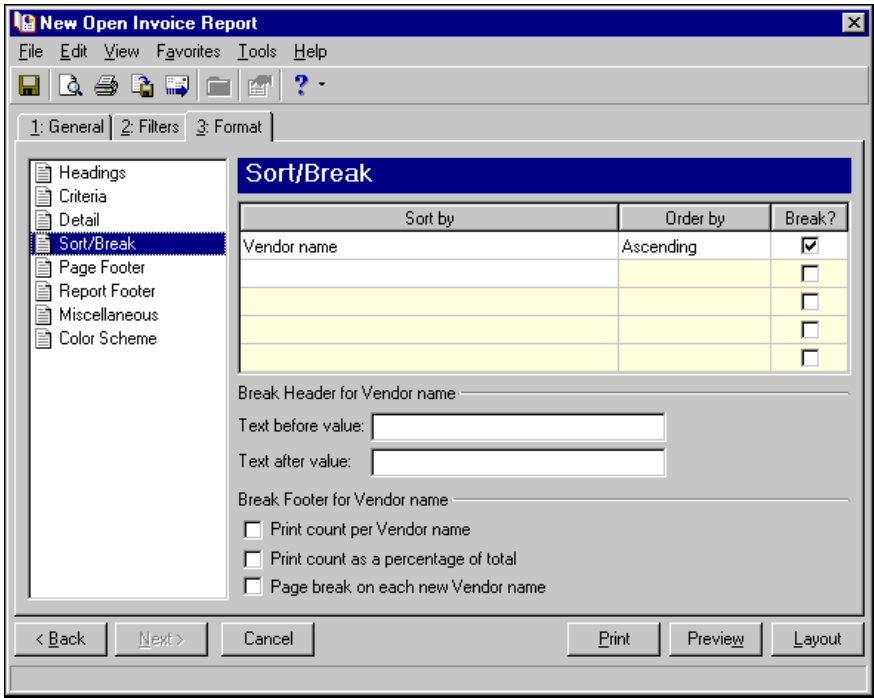 New Open Invoice Report
File Edit View Favorites Tools Help
?
1: General 2: Filters 3: Format
Headings
Criteria
Detail
Sort/Break
Page Footer
Report Footer
Miscellaneous
Color Scheme
Sort/Break
Sort by Order by Break?
Vendor name Ascending
Break Header for Vendor name
Text before value:
Text after value:
Break Footer for Vendor name
Print count per Vendor name
Print count as a percentage of total
Page break on each new Vendor name
< Back Next > Cancel Print Preview Layout